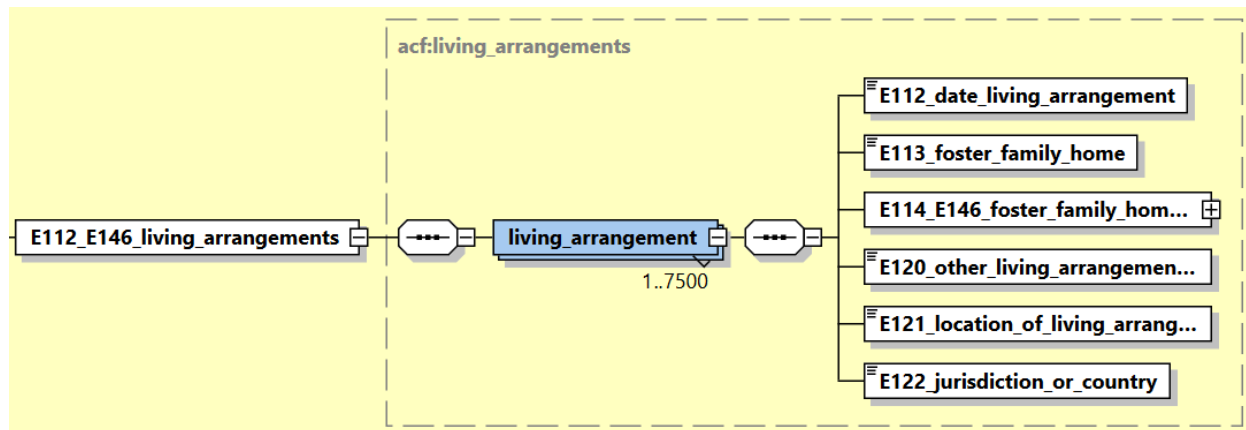 acf:living_arrangements
E112_date_living_arrangement
E113_foster_family_home
E114_E146_foster_family_hom...
E112_E146_living_arrangements
living_arrangement
1..7500
E120_other_living_arrangemen...
E121_location_of_living_arrang...
E122_jurisdiction_or_country